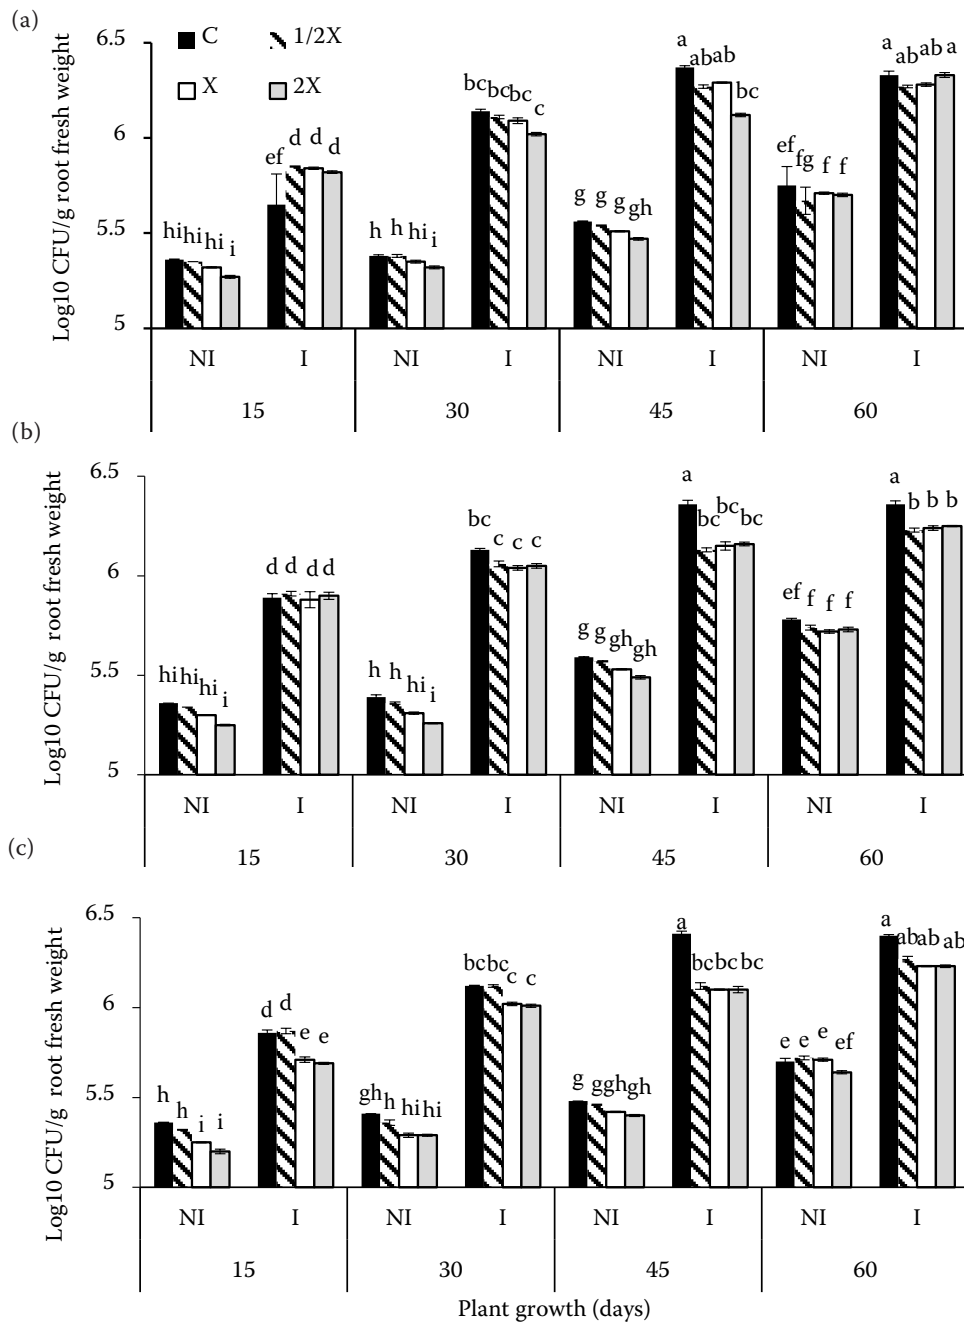 (a)
C
1/2X
X
2X
Log10 CFU/g root fresh weight
6.5
6
5.5
5
hi hi hi i
ef d d d
h h hi i
bc bc bc c
g g g gh
a ab ab bc
ef fg f f
a ab ab a
NI I NI I NI I NI I
15 30 45 60
(b)
Log10 CFU/g root fresh weight
6.5
6
5.5
5
hi hi hi i
d d d d
h h hi i
bc c c c
g g gh gh
a bc bc bc
ef f f f
a b b b
NI I NI I NI I NI I
15 30 45 60
(c)
Log10 CFU/g root fresh weight
6.5
6
5.5
5
h h i i
d d e e
gh h hi hi
bc bc c c
g g gh gh
a bc bc bc
e e e ef
a ab ab ab
NI I NI I NI I NI I
15 30 45 60
Plant growth (days)